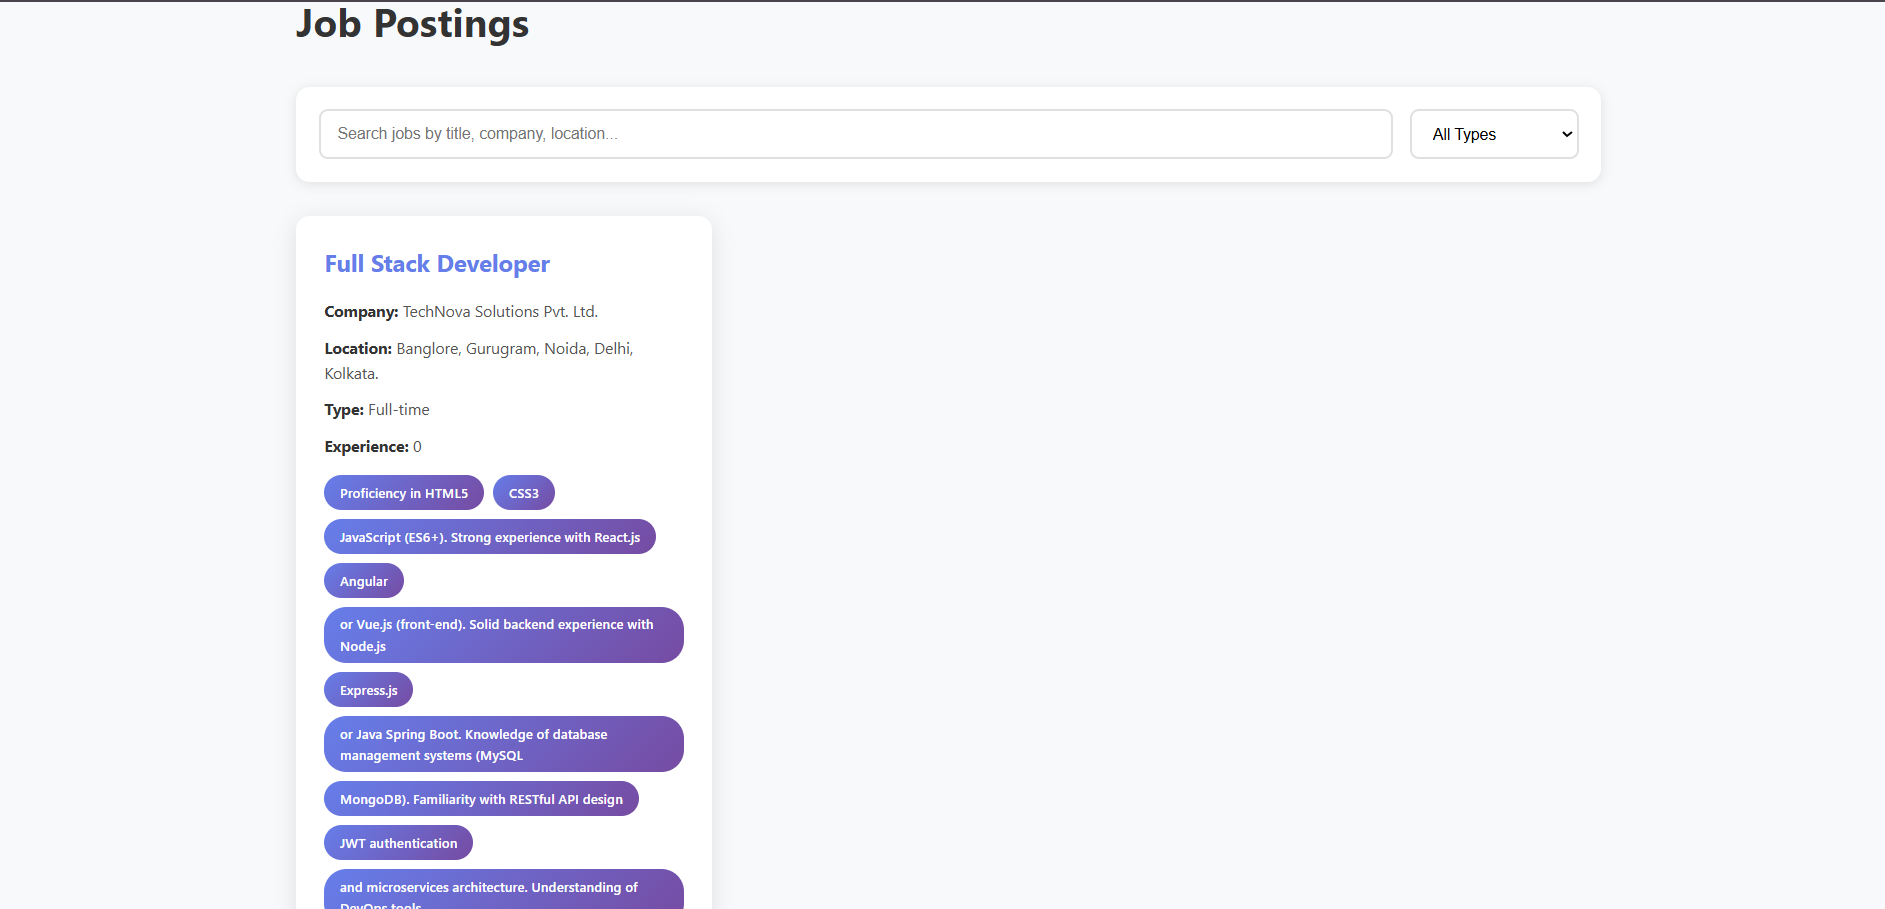 Job Postings
Search jobs by title, company, location...
All Types
Full Stack Developer
Company: TechNova Solutions Pvt. Ltd.
Location: Banglore, Gurugram, Noida, Delhi,
Kolkata.
Type: Full-time
Experience: 0
Proficiency in HTML5
CSS3
JavaScript (ES6+). Strong experience with React.js
Angular
or Vue.js (front-end). Solid backend experience with
Node.js
Express.js
or Java Spring Boot. Knowledge of database
management systems (MySQL
MongoDB). Familiarity with RESTful API design
JWT authentication
and microservices architecture. Understanding of
DevOps tools